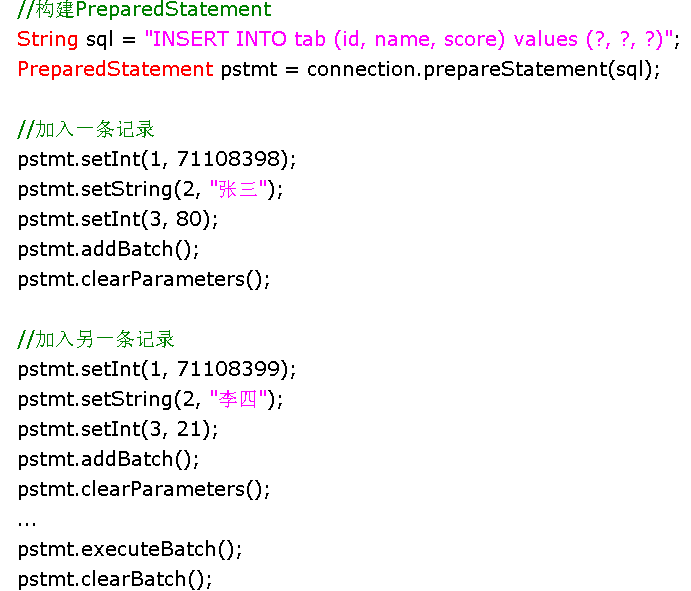 //构建PreparedStatement
String sql = "INSERT INTO tab (id, name, score) values (?, ?, ?)";
PreparedStatement pstmt = connection.prepareStatement(sql);
//加入一条记录
pstmt.setInt(1, 71108398);
pstmt.setString(2, "张三");
pstmt.setInt(3, 80);
pstmt.addBatch();
pstmt.clearParameters();
//加入另一条记录
pstmt.setInt(1, 71108399);
pstmt.setString(2, "李四");
pstmt.setInt(3, 21);
pstmt.addBatch();
pstmt.clearParameters();
...
pstmt.executeBatch();
pstmt.clearBatch();